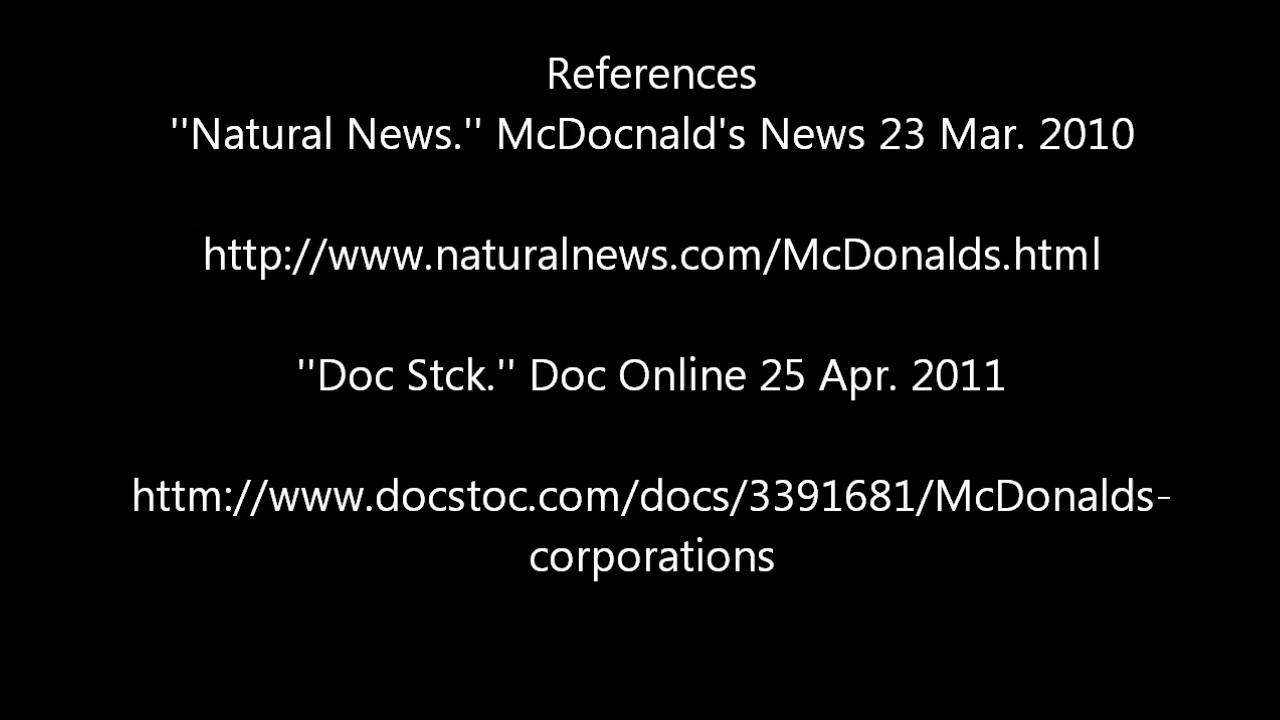 References
''Natural News.'' McDocnald's News 23 Mar. 2010
http://www.naturalnews.com/McDonalds.html
''Doc Stck.'' Doc Online 25 Apr. 2011
httm://www.docstoc.com/docs/3391681/McDonalds-
corporations